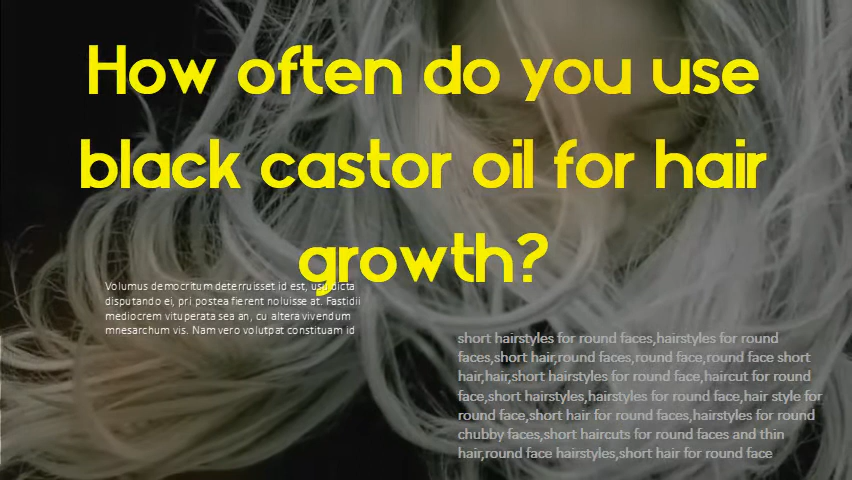 How often do you use
black castor oil for hair
growth?
Volumus democritum deterruisset id est, usu dicta
disputando ei, pri postea fierent noluisse at. Fastidii
mediocrem vituperata sea an, cu altera vivendum
mnesarchum vis. Nam vero volutpat constituam id
short hairstyles for round faces,hairstyles for round
faces,short hair,round faces,round face,round face short
hair,hair,short hairstyles for round face,haircut for round
face,short hairstyles,hairstyles for round face,hair style for
round face,short hair for round faces,hairstyles for round
chubby faces,short haircuts for round faces and thin
hair,round face hairstyles,short hair for round face